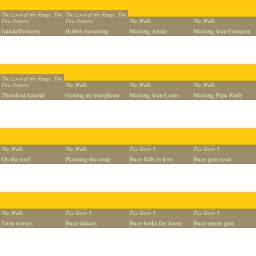 The Lord of the Rings: The Two Towers
Gandalf returns
The Lord of the Rings: The Two Towers
Hobbit mourning
The Walk
Meeting Annie
The Walk
Meeting Jean-François
The Lord of the Rings: The Two Towers
Theodred funeral
The Walk
Getting an interphone
The Walk
Meeting Jean-Louis
The Walk
Meeting Papa Rudy
The Walk
On the roof
The Walk
Planning the coup
Toy Story 3
Buzz falls in love
Toy Story 3
Buzz gets reset
The Walk
Twin towers
Toy Story 3
Buzz dances
Toy Story 3
Buzz looks for Jessie
Toy Story 3
Buzz opens gate